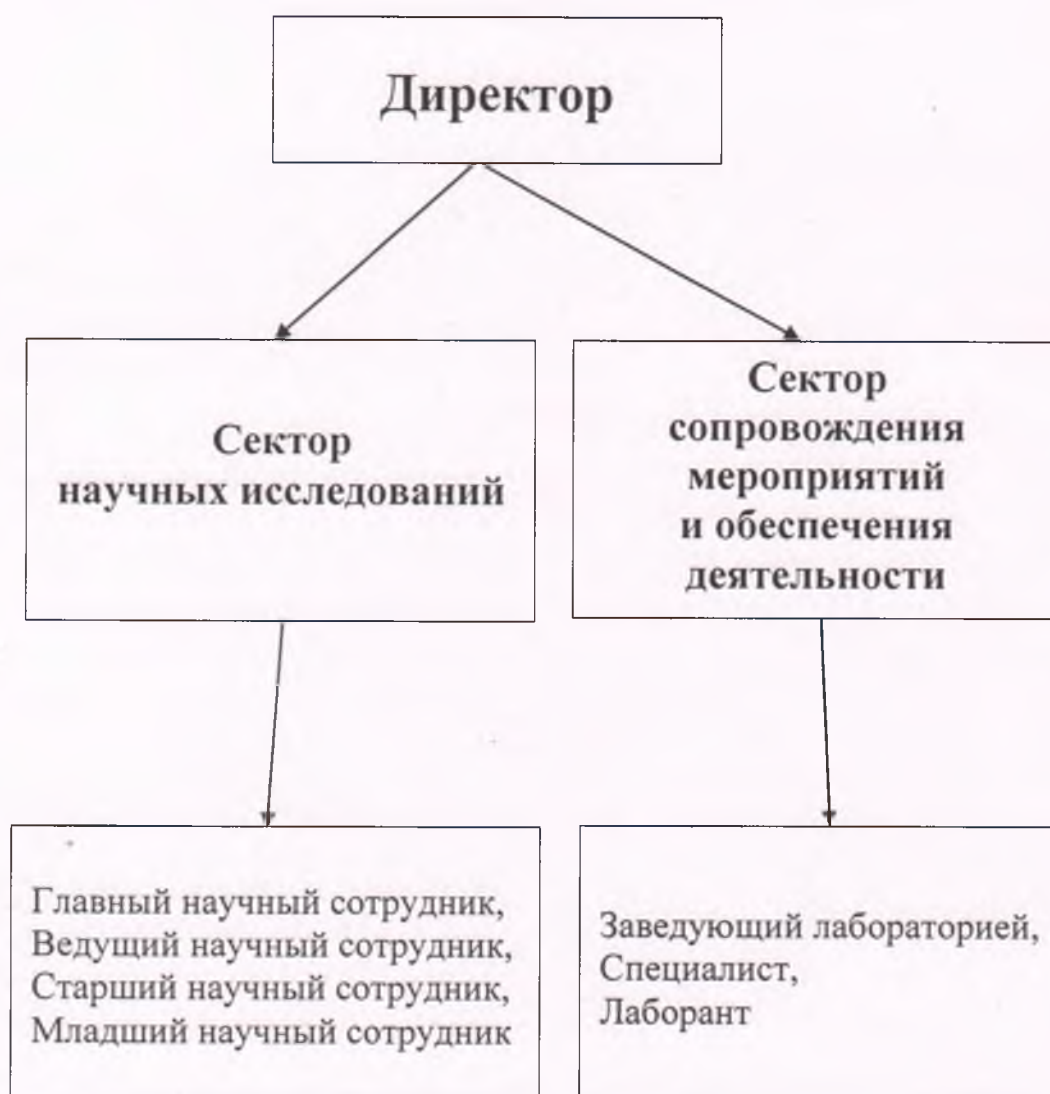 Директор
Сектор
научных исследований
Сектор
сопровождения
мероприятий
и обеспечения
деятельности
Главный научный сотрудник,
Ведущий научный сотрудник,
Старший научный сотрудник,
Младший научный сотрудник
Заведующий лабораторией,
Специалист,
Лаборант